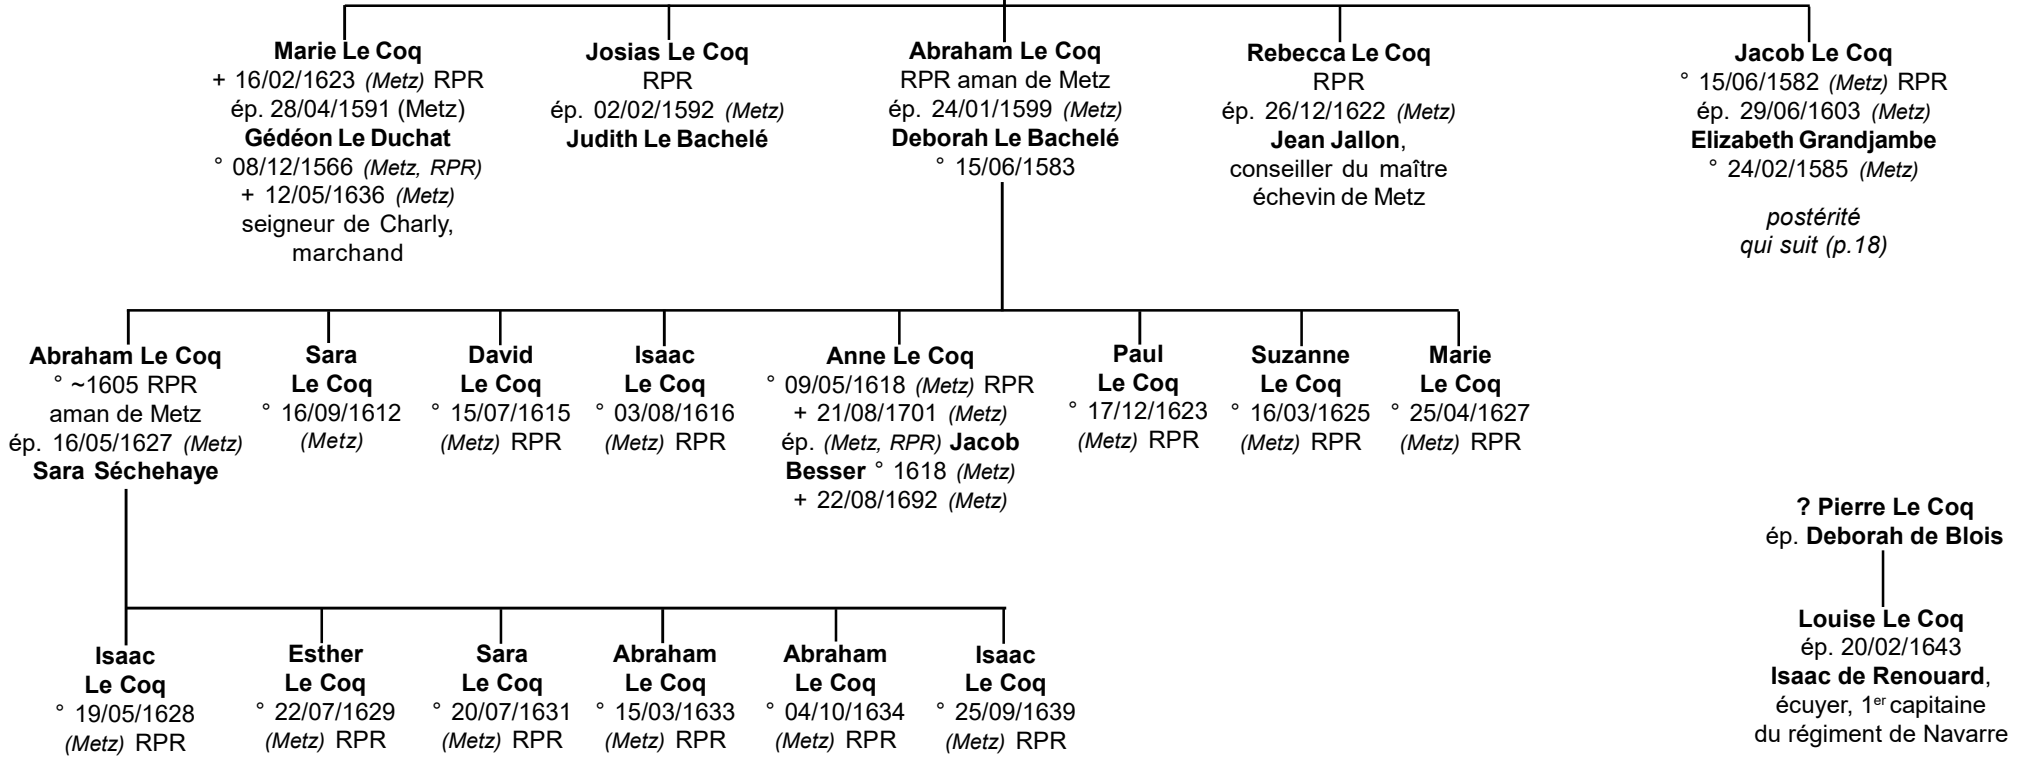 Marie Le Coq
+ 16/02/1623 (Metz) RPR
ép. 28/04/1591 (Metz)
Gédéon Le Duchat
° 08/12/1566 (Metz, RPR)
+ 12/05/1636 (Metz)
seigneur de Charly,
marchand
Josias Le Coq
RPR
ép. 02/02/1592 (Metz)
Judith Le Bachelé
Abraham Le Coq
RPR aman de Metz
ép. 24/01/1599 (Metz)
Deborah Le Bachelé
° 15/06/1583
Rebecca Le Coq
RPR
ép. 26/12/1622 (Metz)
Jean Jallon,
conseiller du maître
échevin de Metz
Jacob Le Coq
° 15/06/1582 (Metz) RPR
ép. 29/06/1603 (Metz)
Elizabeth Grandjambe
° 24/02/1585 (Metz)
postérité
qui suit (p.18)
Abraham Le Coq
° ~1605 RPR
aman de Metz
ép. 16/05/1627 (Metz)
Sara Séchehaye
Sara
Le Coq
° 16/09/1612
(Metz)
David
Le Coq
° 15/07/1615
(Metz) RPR
Isaac
Le Coq
° 03/08/1616
(Metz) RPR
Anne Le Coq
° 09/05/1618 (Metz) RPR
+ 21/08/1701 (Metz)
ép. (Metz, RPR) Jacob
Besser ° 1618 (Metz)
+ 22/08/1692 (Metz)
Paul
Le Coq
° 17/12/1623
(Metz) RPR
Suzanne
Le Coq
° 16/03/1625
(Metz) RPR
Marie
Le Coq
° 25/04/1627
(Metz) RPR
? Pierre Le Coq
ép. Deborah de Blois
Louise Le Coq
ép. 20/02/1643
Isaac de Renouard,
écuyer, 1er capitaine
du régiment de Navarre
Isaac
Le Coq
° 19/05/1628
(Metz) RPR
Esther
Le Coq
° 22/07/1629
(Metz) RPR
Sara
Le Coq
° 20/07/1631
(Metz) RPR
Abraham
Le Coq
° 15/03/1633
(Metz) RPR
Abraham
Le Coq
° 04/10/1634
(Metz) RPR
Isaac
Le Coq
° 25/09/1639
(Metz) RPR